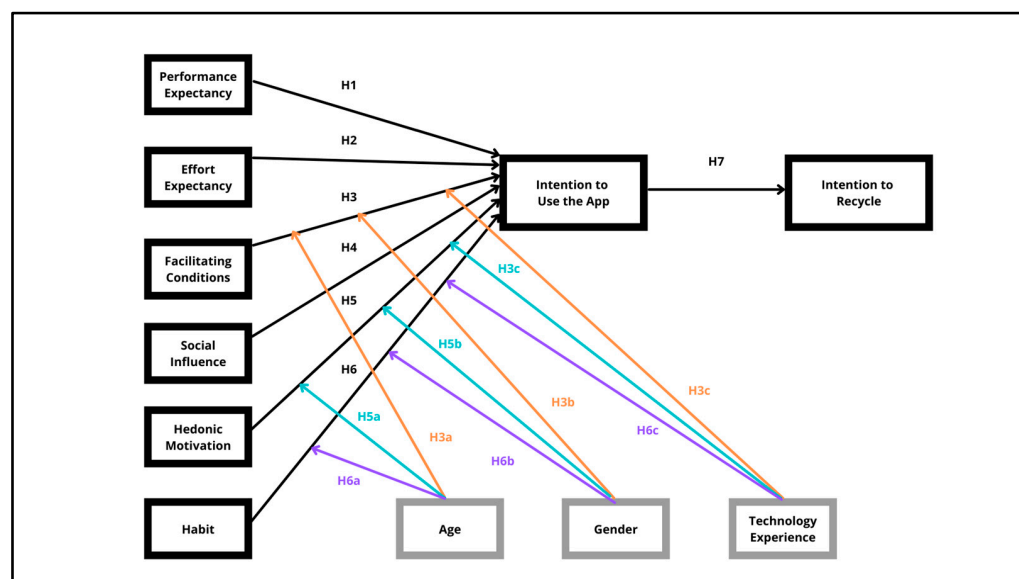 Performance
Expectancy
H1
H2
Effort
Expectancy
Intention to
Use the App
H7
Intention to
Recycle
H3
Facilitating
Conditions
H4
H3c
H5
Social
Influence
H5b
H6
H3c
H3b
Hedonic
Motivation
H5a
H3a
H6c
H6b
H6a
Habit
Age
Gender
Technology
Experience